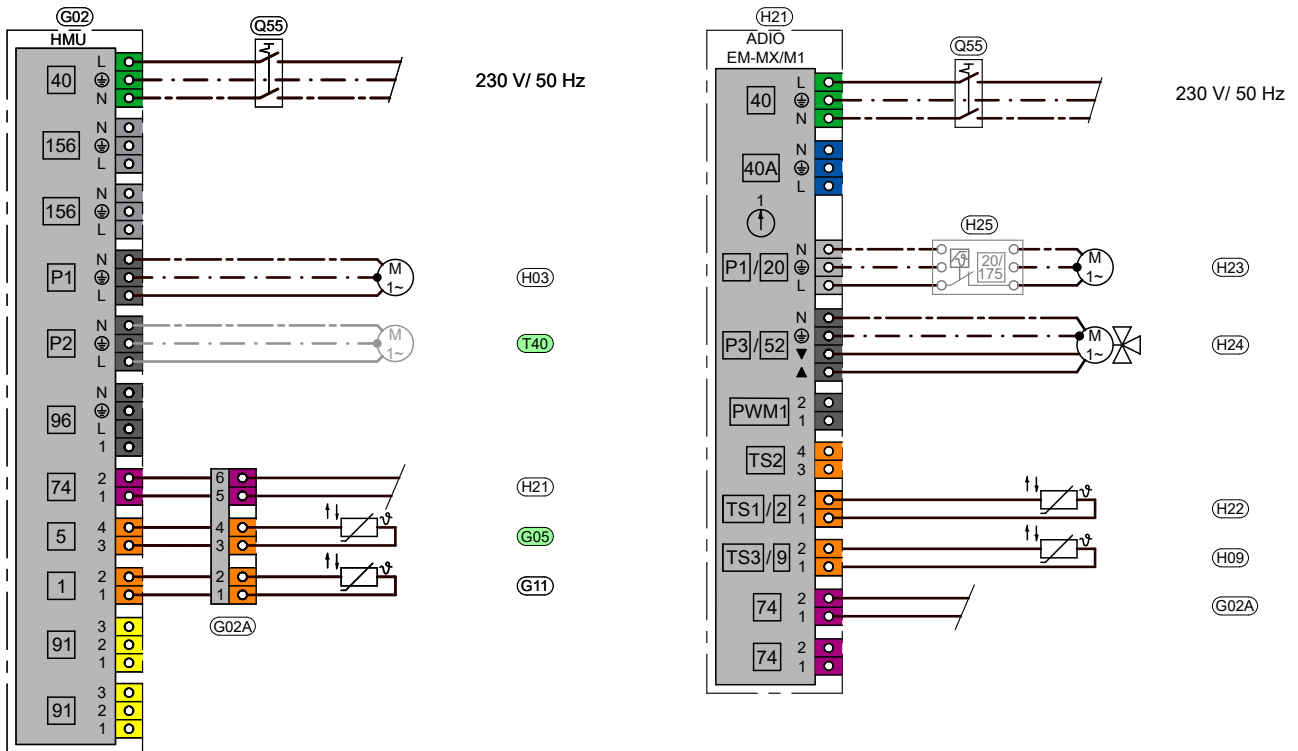 G02
HMU
Q55
40
L
N
230 V/ 50 Hz
156
N
L
156
N
L
P1
N
L
M
1~
H03
P2
N
L
M
1~
T40
96
N
L
1
74
2
1
6
5
H21
5
4
3
4
3
ϑ
G05
1
2
1
2
1
ϑ
G11
G02A
91
3
2
1
91
3
2
1
H21
ADIO
EM-MX/M1
Q55
40
L
N
230 V/ 50 Hz
40A
N
L
1
H25
P1/20
N
L
ϑ
20/
175
M
1~
H23
P3/52
N
▼
▲
M
1~
H24
PWM1
2
1
TS2
4
3
TS1/2
2
1
ϑ
H22
TS3/9
2
1
ϑ
H09
74
2
1
G02A
74
2
1